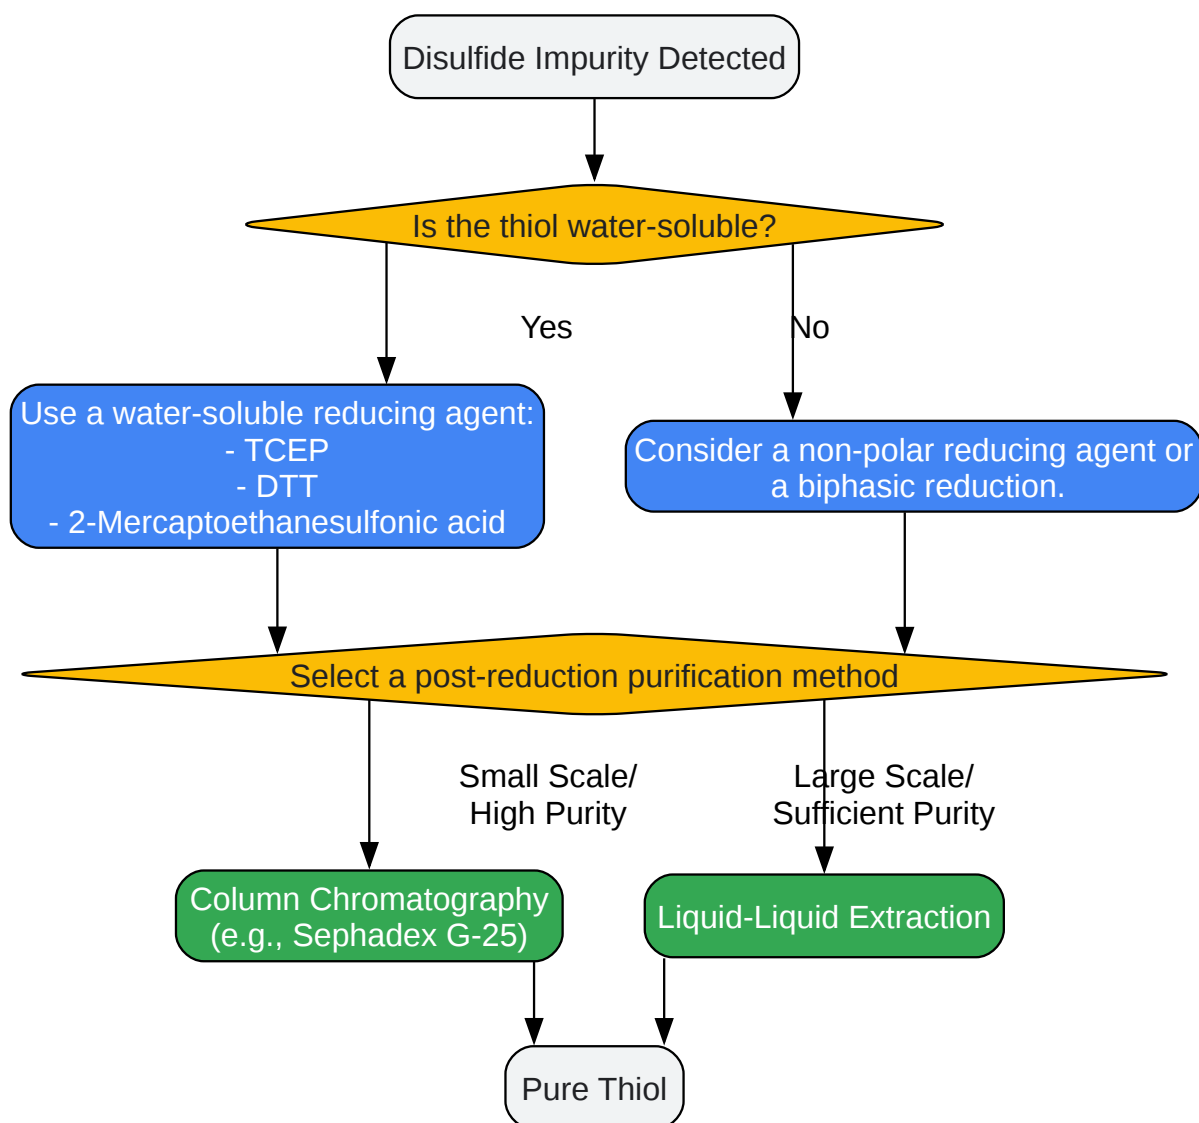 Disulfide Impurity Detected
Is the thiol water-soluble?
Yes
No
Use a water-soluble reducing agent:
- TCEP
- DTT
- 2-Mercaptoethanesulfonic acid
Consider a non-polar reducing agent or
a biphasic reduction.
Select a post-reduction purification method
Small Scale/
High Purity
Large Scale/
Sufficient Purity
Column Chromatography
(e.g., Sephadex G-25)
Liquid-Liquid Extraction
Pure Thiol